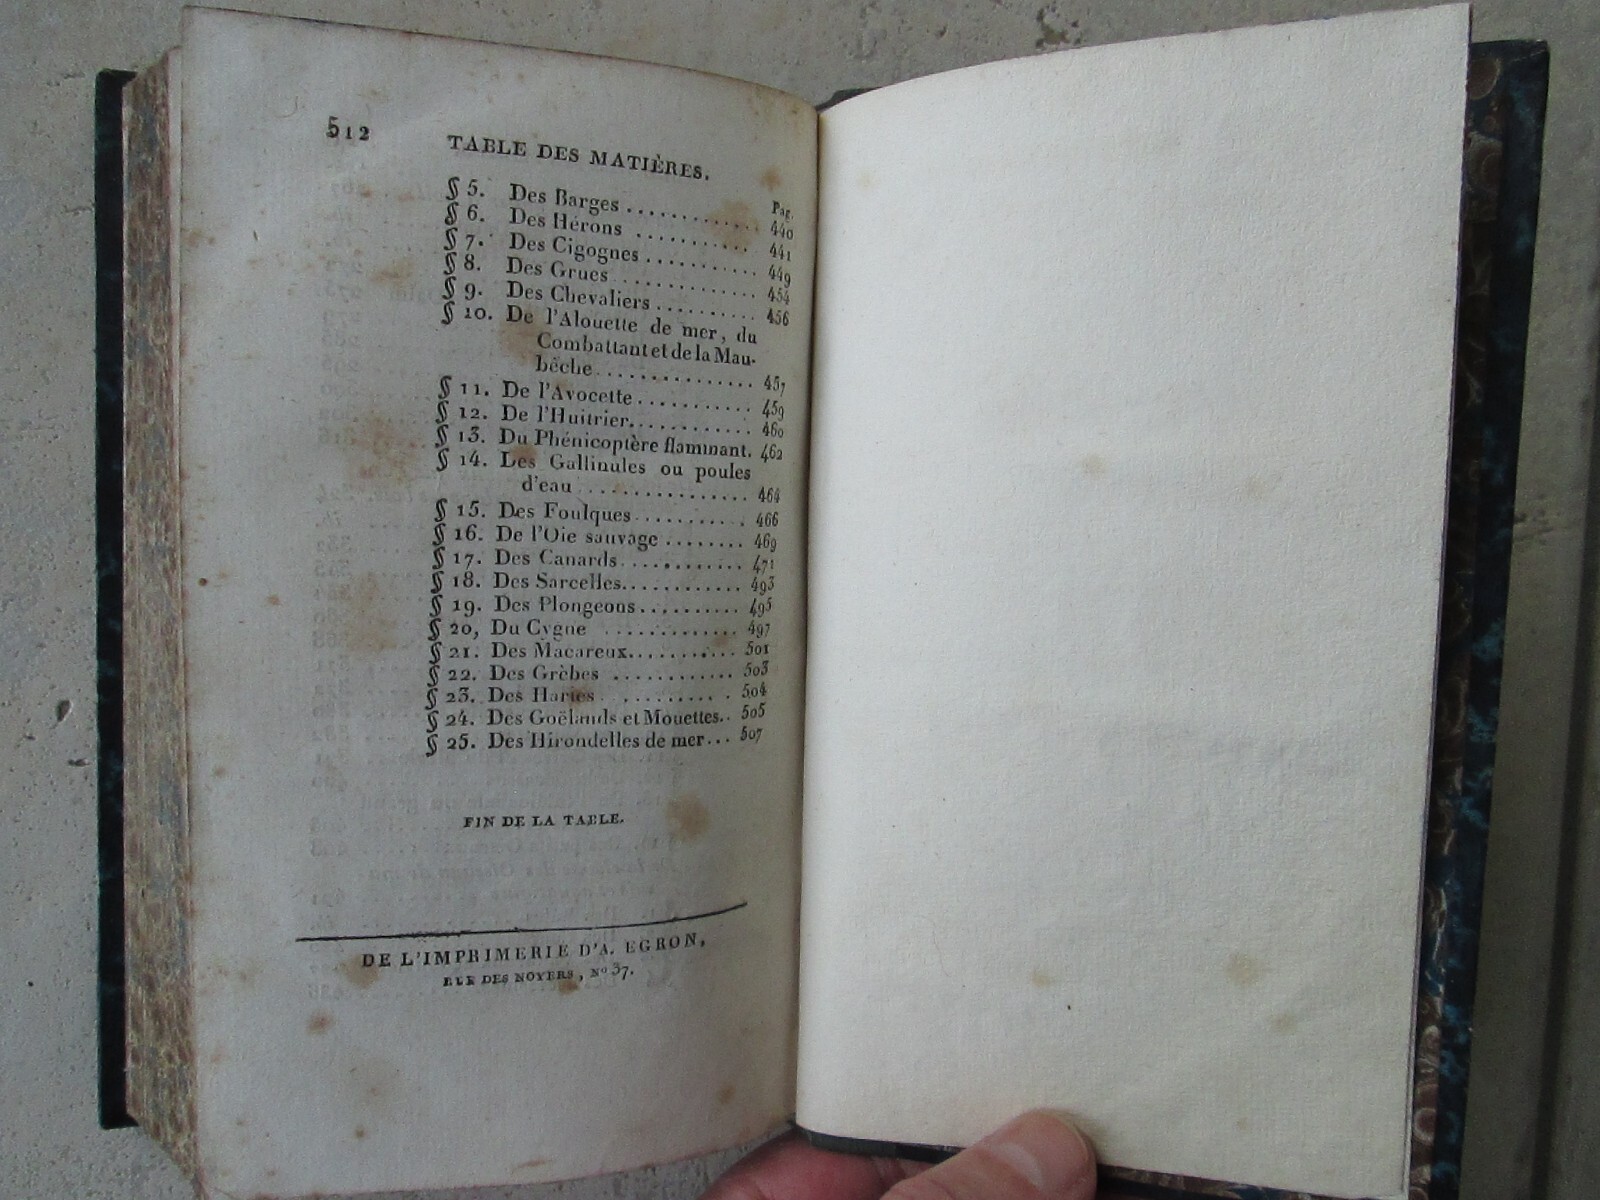 512
TABLE DES MATIÈRES.
Pag.
§ 5. Des Barges ............ 440
§ 6. Des Hérons ........... 441
§ 7. Des Cigognes ........... 449
§ 8. Des Grues .............. 454
§ 9. Des Chevaliers .......... 456
§ 10. De l'Alouette de mer, du
Combattant et de la Mau-
bèche ............... 457
§ 11. De l'Avocette ........... 459
§ 12. De l'Huitrier ............ 460
§ 13. Du Phénicoptère flammant. 462
§ 14. Les Gallinules ou poules
d'eau ............... 464
§ 15. Des Foulques ........... 466
§ 16. De l'Oie sauvage ........ 469
§ 17. Des Canards ............ 471
§ 18. Des Sarcelles ............ 493
§ 19. Des Plongeons .......... 495
§ 20, Du Cygne ............. 497
§ 21. Des Macareux .......... 501
§ 22. Des Grèbes ............ 503
§ 23. Des Harles ............ 504
§ 24. Des Goëlands et Mouettes.. 505
§ 25. Des Hirondelles de mer... 507
FIN DE LA TABLE.
DE L'IMPRIMERIE D'A. EGRON,
RUE DES NOYERS, No 37.